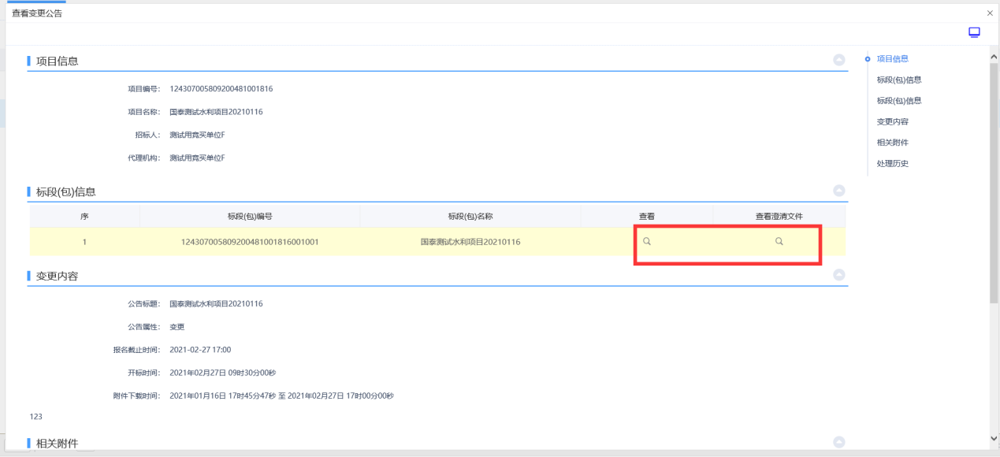 查看变更公告
项目信息
项目编号: 124307005809200481001816
项目名称: 国泰测试水利项目20210116
招标人: 测试用竞买单位F
代理机构: 测试用竞买单位F
标段(包)信息
序 标段(包)编号 标段(包)名称 查看 查看澄清文件
1 124307005809200481001816001001 国泰测试水利项目20210116
变更内容
公告标题: 国泰测试水利项目20210116
公告属性: 变更
报名截止时间: 2021-02-27 17:00
开标时间: 2021年02月27日 09时30分00秒
附件下载时间: 2021年01月16日 17时45分47秒 至 2021年02月27日 17时00分00秒
123
相关附件
项目信息
标段(包)信息
标段(包)信息
变更内容
相关附件
处理历史